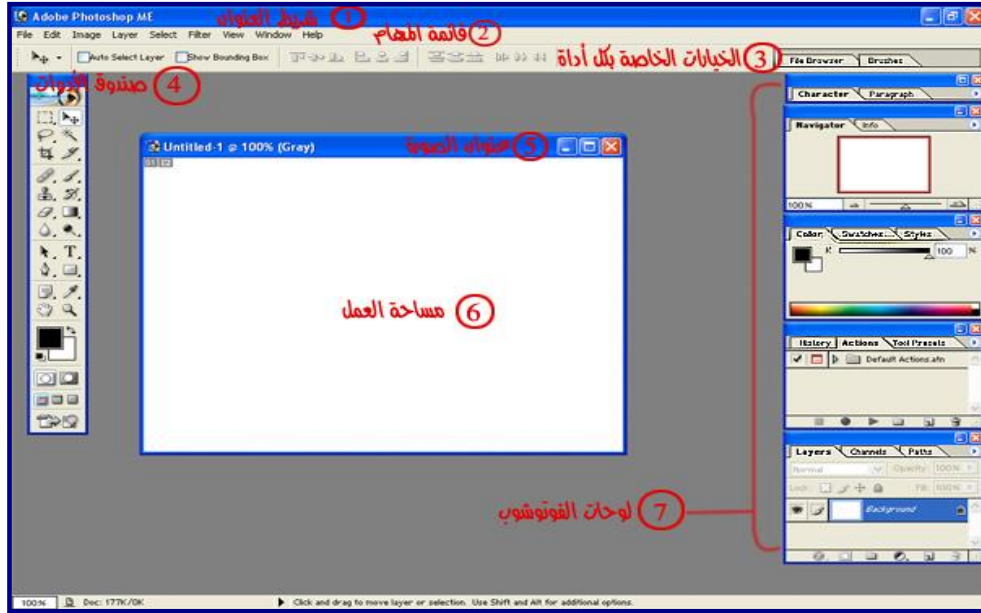 Adobe Photoshop ME
شريط العنوان 1
File Edit Image Layer Select Filter View Window Help
2 قائمة المهام
Auto Select Layer Show Bounding Box
3 الخيارات الخاصة بكل أداة
File Browser Brushes
4 صندوق الأدوات
Character Paragraph
Navigator Info
100%
Untitled-1 @ 100% (Gray)
5 عنوان الصورة
Color Swatches Styles
K 100 %
6 مساحة العمل
History Actions Tool Presets
Default Actions.atn
Layers Channels Paths
Normal Opacity: 100%
Lock: Fill: 100%
Background
7 لوحات الفوتوشوب
100% Doc: 177K/0K Click and drag to move layer or selection. Use Shift and Alt for additional options.